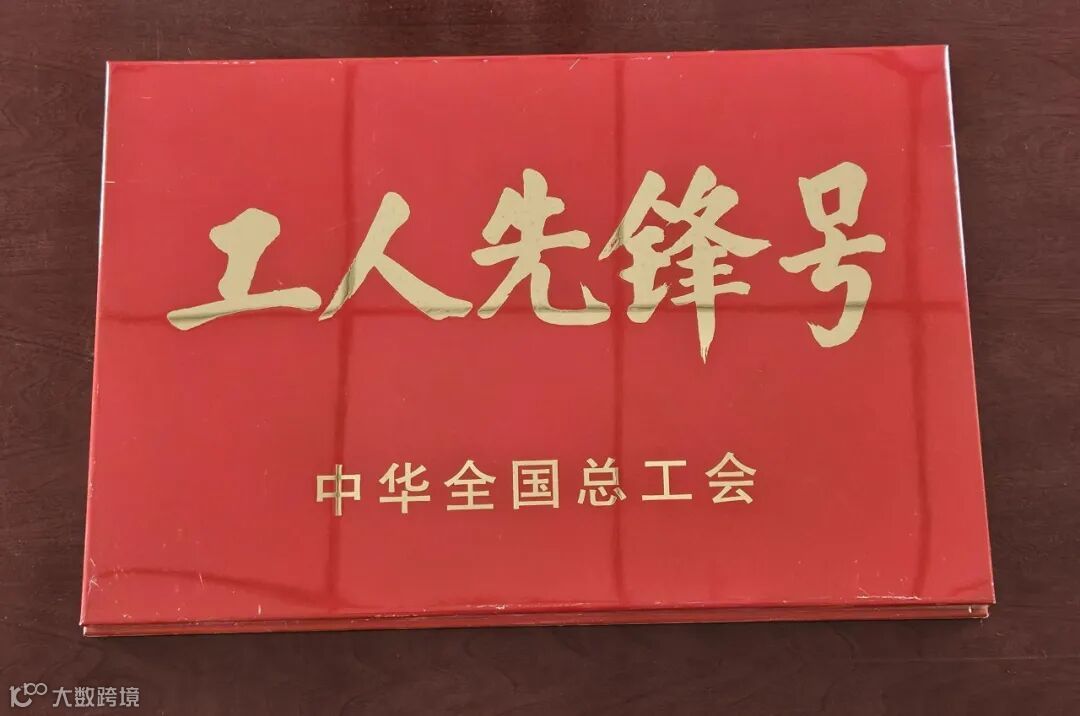 工人先锋号
中华全国总工会
大数跨境